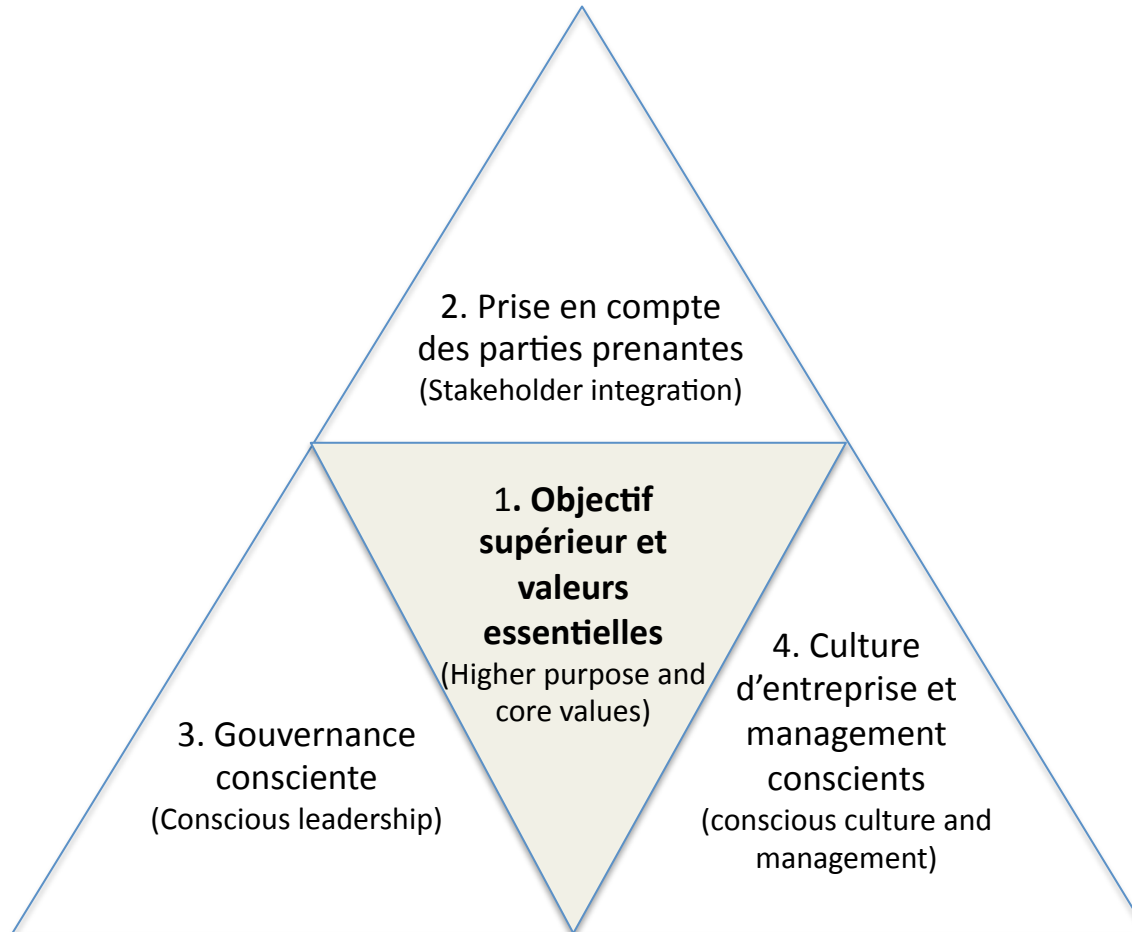 2. Prise en compte
des parties prenantes
(Stakeholder integration)
1. Objectif
supérieur et
valeurs
essentielles
(Higher purpose and
core values)
3. Gouvernance
consciente
(Conscious leadership)
4. Culture
d’entreprise et
management
conscients
(conscious culture and
management)